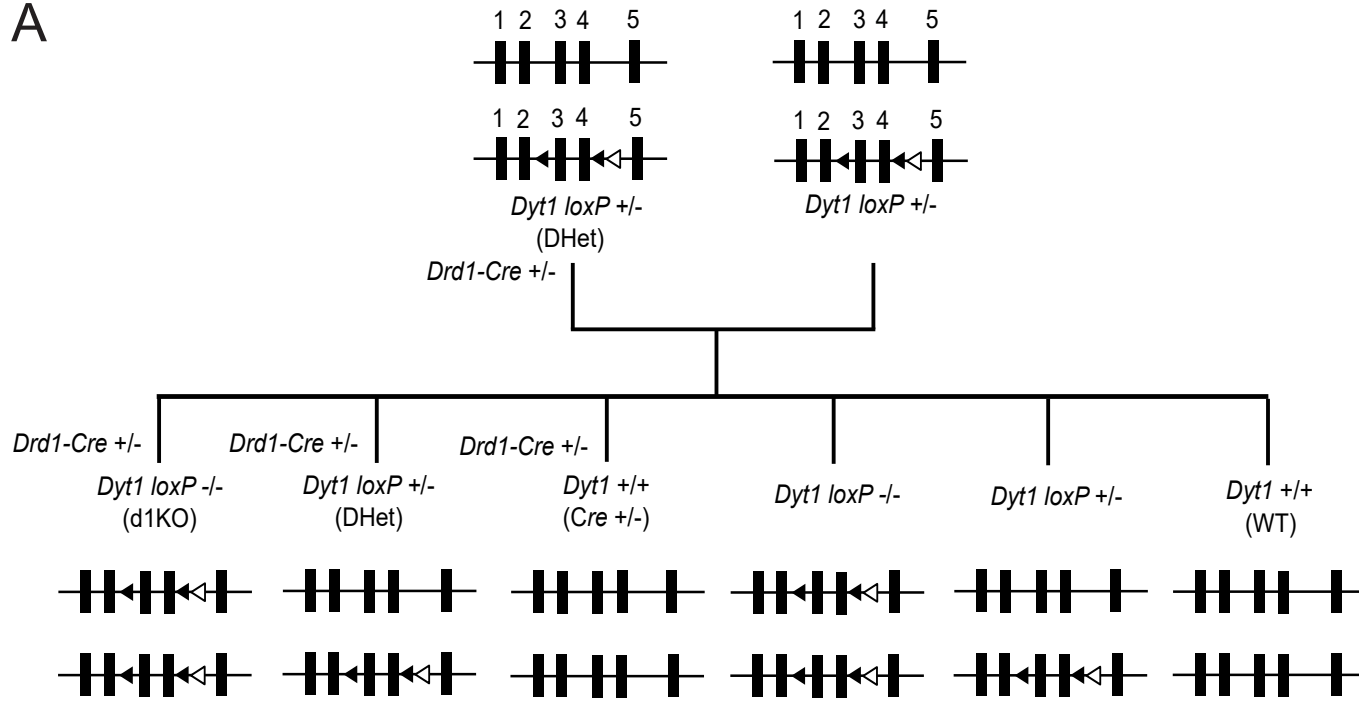 A
1 2 3 4 5
1 2 3 4 5
1 2 3 4 5
1 2 3 4 5
Dyt1 loxP +/-
(DHet)
Dyt1 loxP +/-
Drd1-Cre +/-
Drd1-Cre +/-
Dyt1 loxP -/-
(d1KO)
Drd1-Cre +/-
Dyt1 loxP +/-
(DHet)
Drd1-Cre +/-
Dyt1 +/+
(Cre +/-)
Dyt1 loxP -/-
Dyt1 loxP +/-
Dyt1 +/+
(WT)